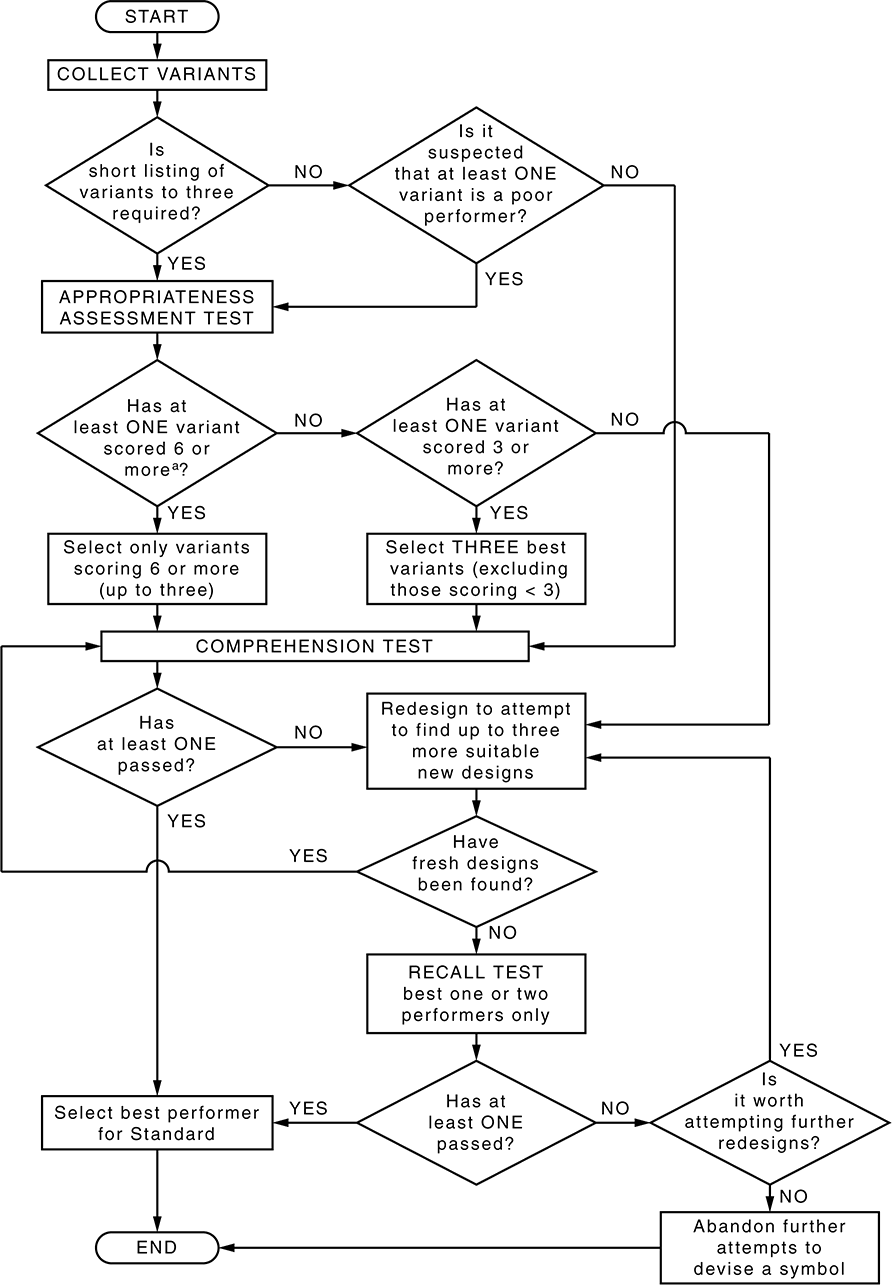 START
COLLECT VARIANTS
Is
short listing of
variants to three
required?
NO
Is it
suspected
that at least ONE
variant is a poor
performer?
NO
YES
YES
APPROPRIATENESS
ASSESSMENT TEST
Has at
least ONE variant
scored 6 or
moreª?
NO
Has at
least ONE variant
scored 3 or
more?
NO
YES
YES
Select only variants
scoring 6 or more
(up to three)
Select THREE best
variants (excluding
those scoring < 3)
COMPREHENSION TEST
Has
at least ONE
passed?
NO
Redesign to attempt
to find up to three
more suitable
new designs
YES
YES
Have
fresh designs
been found?
NO
RECALL TEST
best one or two
performers only
Select best performer
for Standard
YES
Has at
least ONE
passed?
NO
YES
Is
it worth
attempting further
redesigns?
NO
END
Abandon further
attempts to
devise a symbol